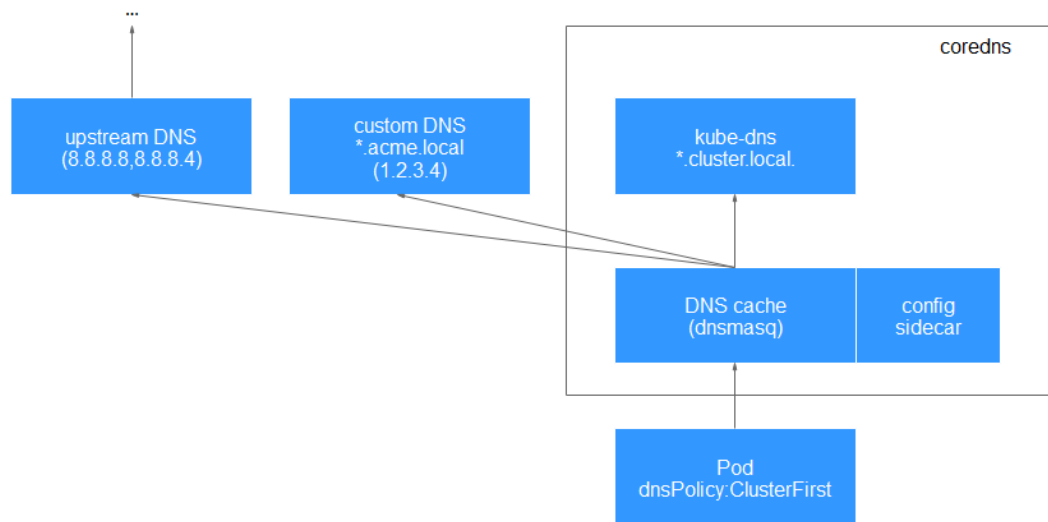 ...
coredns
upstream DNS
(8.8.8.8,8.8.8.4)
custom DNS
*.acme.local
(1.2.3.4)
kube-dns
*.cluster.local.
DNS cache
(dnsmasq)
config
sidecar
Pod
dnsPolicy:ClusterFirst